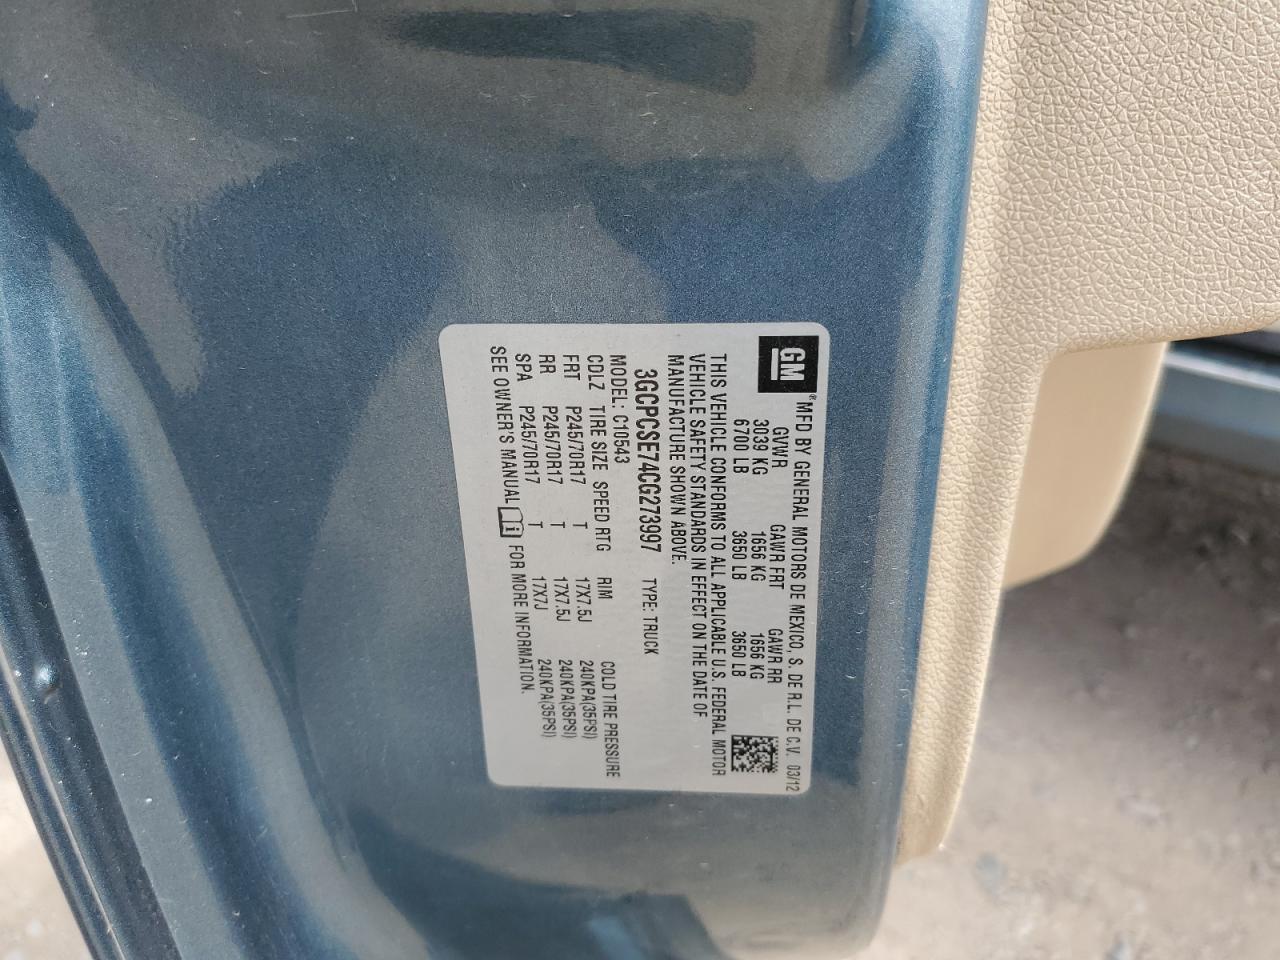 GM ® MFD BY GENERAL MOTORS DE MEXICO, S. DE R.L. DE C.V. 03/12
GVWR GAWR FRT GAWR RR
3039 KG 1656 KG 1656 KG
6700 LB 3650 LB 3650 LB
THIS VEHICLE CONFORMS TO ALL APPLICABLE U.S. FEDERAL MOTOR
VEHICLE SAFETY STANDARDS IN EFFECT ON THE DATE OF
MANUFACTURE SHOWN ABOVE.
3GCPCSE74CG273997 TYPE: TRUCK
MODEL: C10543
CDLZ TIRE SIZE SPEED RTG RIM COLD TIRE PRESSURE
FRT P245/70R17 T 17X7.5J 240KPA(35PSI)
RR P245/70R17 T 17X7.5J 240KPA(35PSI)
SPA P245/70R17 T 17X7J 240KPA(35PSI)
SEE OWNER'S MANUAL i FOR MORE INFORMATION.